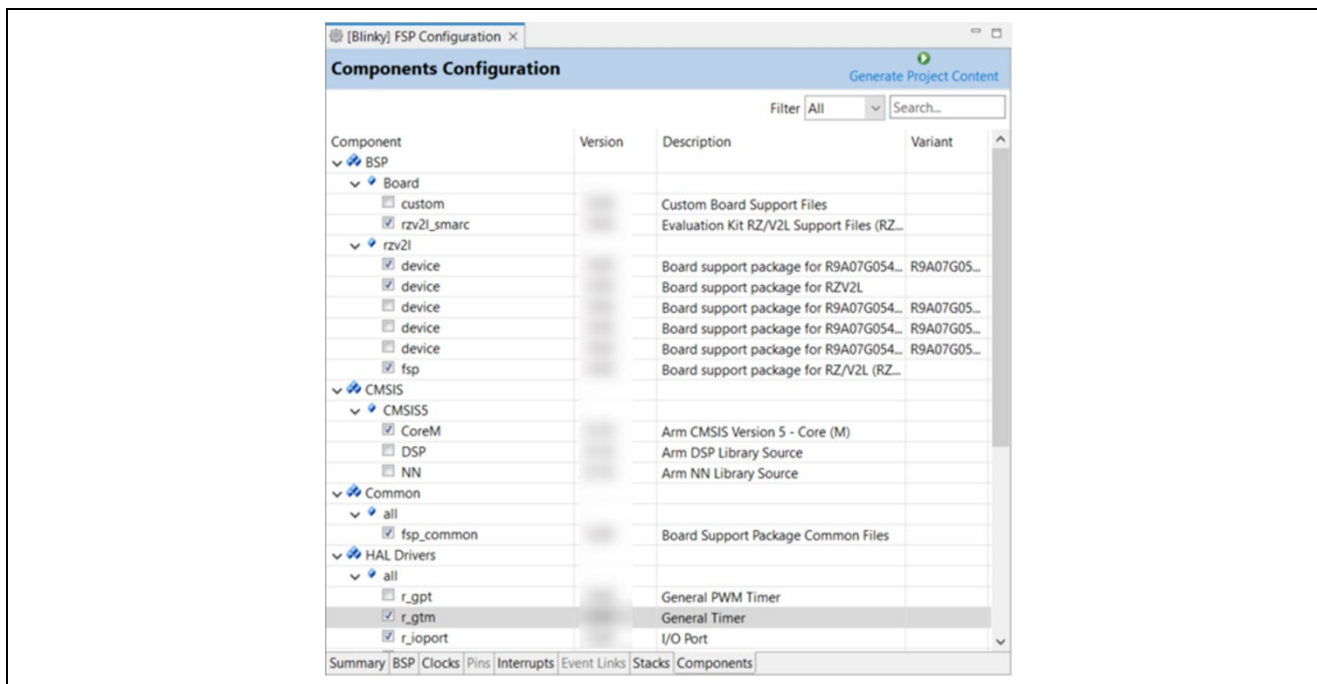 [Blinky] FSP Configuration
Components Configuration
Generate Project Content
Filter All Search...
Component Version Description Variant
BSP
Board
custom Custom Board Support Files
rzv2l_smarc Evaluation Kit RZ/V2L Support Files (RZ...
rzv2l
device Board support package for R9A07G054... R9A07G05...
device Board support package for RZV2L
device Board support package for R9A07G054... R9A07G05...
device Board support package for R9A07G054... R9A07G05...
device Board support package for R9A07G054... R9A07G05...
fsp Board support package for RZ/V2L (RZ...
CMSIS
CMSIS5
CoreM Arm CMSIS Version 5 - Core (M)
DSP Arm DSP Library Source
NN Arm NN Library Source
Common
all
fsp_common Board Support Package Common Files
HAL Drivers
all
r_gpt General PWM Timer
r_gtm General Timer
r_ioport I/O Port
Summary BSP Clocks Pins Interrupts Event Links Stacks Components